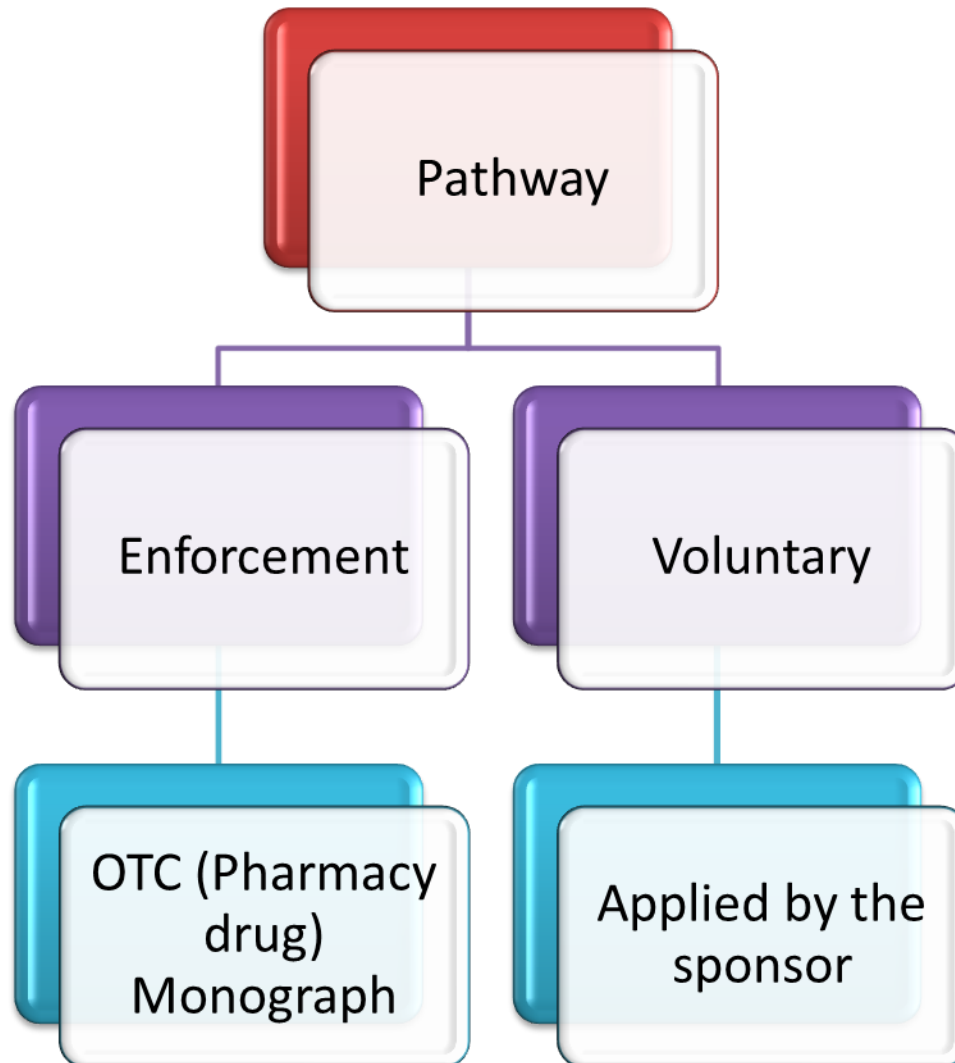 Pathway
Enforcement
Voluntary
OTC (Pharmacy
drug)
Monograph
Applied by the
sponsor